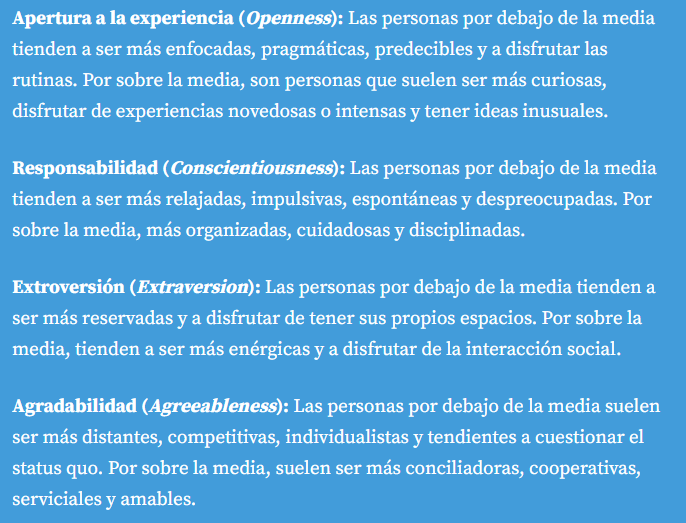 Apertura a la experiencia (Openness): Las personas por debajo de la media
tienden a ser más enfocadas, pragmáticas, predecibles y a disfrutar las
rutinas. Por sobre la media, son personas que suelen ser más curiosas,
disfrutar de experiencias novedosas o intensas y tener ideas inusuales.
Responsabilidad (Conscientiousness): Las personas por debajo de la media
tienden a ser más relajadas, impulsivas, espontáneas y despreocupadas. Por
sobre la media, más organizadas, cuidadosas y disciplinadas.
Extroversión (Extraversion): Las personas por debajo de la media tienden a
ser más reservadas y a disfrutar de tener sus propios espacios. Por sobre la
media, tienden a ser más enérgicas y a disfrutar de la interacción social.
Agradabilidad (Agreeableness): Las personas por debajo de la media suelen
ser más distantes, competitivas, individualistas y tendientes a cuestionar el
status quo. Por sobre la media, suelen ser más conciliadoras, cooperativas,
serviciales y amables.